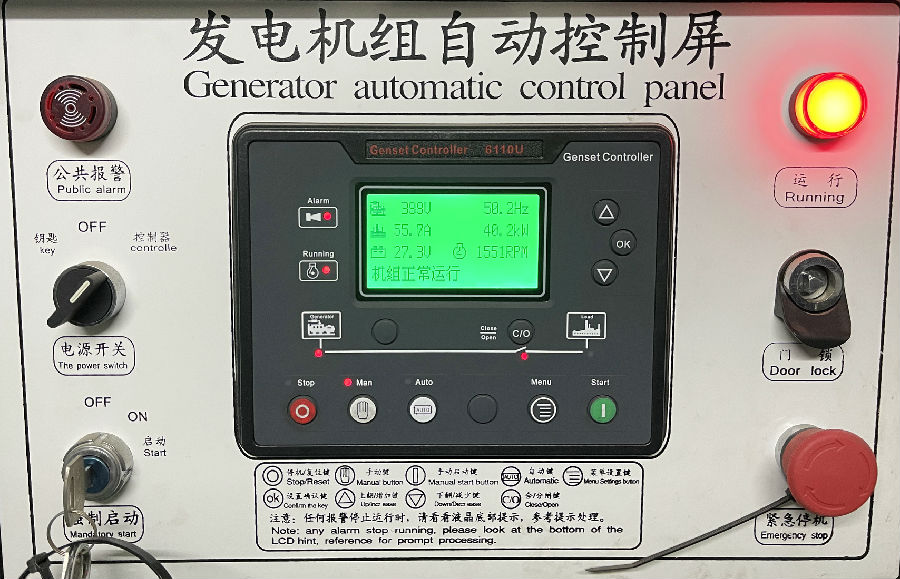 发电机组自动控制屏
Generator automatic control panel
公共报警
Public alarm
Genset Controller 6110U
Genset Controller
运行
Running
Alarm
Running
399V 50.2Hz
55.7A 40.2kW
27.3V 1551RPM
机组正常运行
OK
OFF
钥匙
key
控制器
controlle
电源开关
The power switch
Generator
Close
Open
C/O
Load
门锁
Door lock
Stop
Man
Auto
Menu
Start
AUTO
OFF
ON
启动
Start
强制启动
Mandatory start
停机/复位键
Stop/Reset
手动键
Manual button
手动启动键
Manual start button
AUTO
自动键
Automatic
菜单设置键
Menu Settings button
ok
设置确认键
Confirm the key
上翻/增加键
下翻/减少键
C/O
合/分闸键
Close/Open
注意：任何报警停止运行时，请看看液晶底部提示，参考提示处理。
Note: any alarm stop running, please look at the bottom of the
LCD hint, reference for prompt processing.
紧急停机
Emergency stop